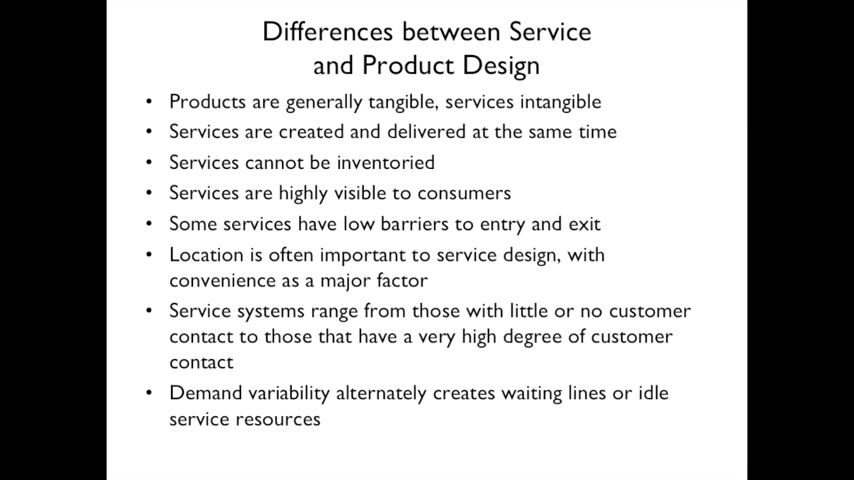 Differences between Service
and Product Design
• Products are generally tangible, services intangible
• Services are created and delivered at the same time
• Services cannot be inventoried
• Services are highly visible to consumers
• Some services have low barriers to entry and exit
• Location is often important to service design, with
convenience as a major factor
• Service systems range from those with little or no customer
contact to those that have a very high degree of customer
contact
• Demand variability alternately creates waiting lines or idle
service resources